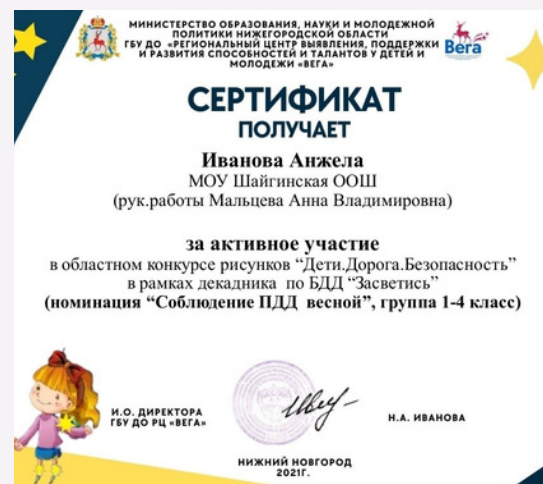 МИНИСТЕРСТВО ОБРАЗОВАНИЯ, НАУКИ И МОЛОДЕЖНОЙ
ПОЛИТИКИ НИЖЕГОРОДСКОЙ ОБЛАСТИ
ГБУ ДО «РЕГИОНАЛЬНЫЙ ЦЕНТР ВЫЯВЛЕНИЯ, ПОДДЕРЖКИ
И РАЗВИТИЯ СПОСОБНОСТЕЙ И ТАЛАНТОВ У ДЕТЕЙ И
МОЛОДЕЖИ «ВЕГА»
Вега
СЕРТИФИКАТ
ПОЛУЧАЕТ
Иванова Анжела
МОУ Шайгинская ООШ
(рук.работы Мальцева Анна Владимировна)
за активное участие
в областном конкурсе рисунков “Дети.Дорога.Безопасность”
в рамках декадника по БДД “Засветись”
(номинация “Соблюдение ПДД весной”, группа 1-4 класс)
И.О. ДИРЕКТОРА
ГБУ ДО РЦ «ВЕГА»
Н.А. ИВАНОВА
НИЖНИЙ НОВГОРОД
2021Г.